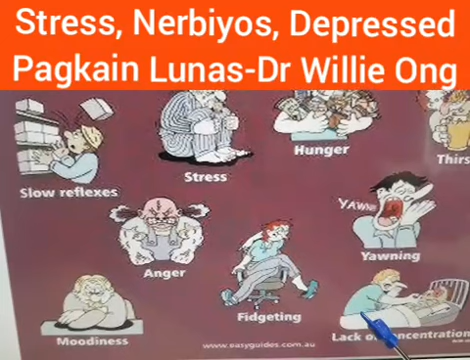 Stress, Nerbiyos, Depressed
Pagkain Lunas-Dr Willie Ong
Hunger
Stress
Slow reflexes
YAWN
Yawning
Anger
Fidgeting
Moodiness
www.easyguides.com.au